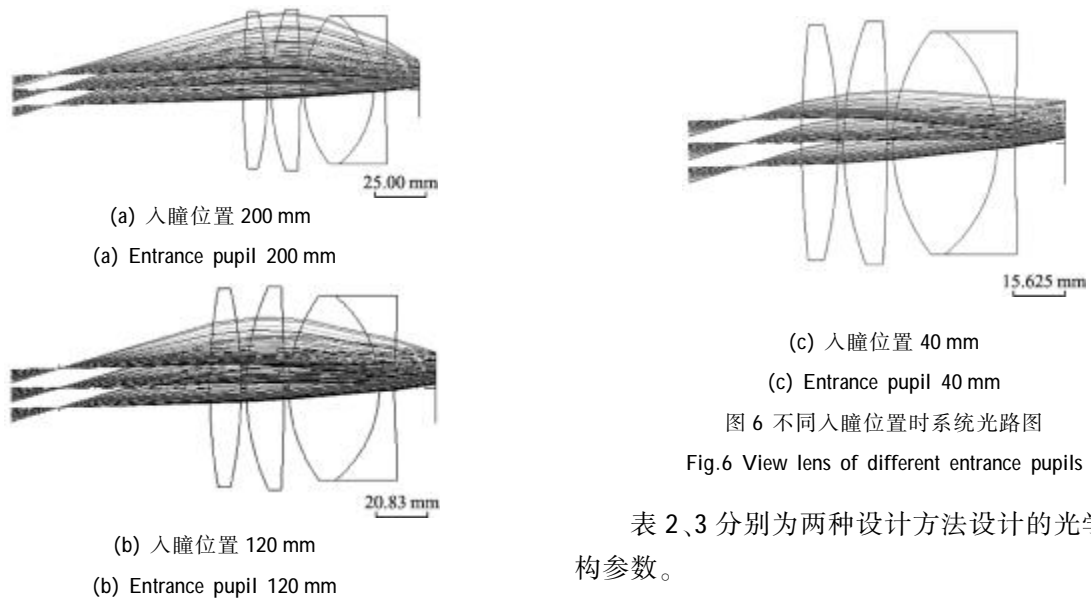 25.00 mm
(a) 入瞳位置 200 mm
(a) Entrance pupil 200 mm
20.83 mm
(b) 入瞳位置 120 mm
(b) Entrance pupil 120 mm
15.625 mm
(c) 入瞳位置 40 mm
(c) Entrance pupil 40 mm
图 6 不同入瞳位置时系统光路图
Fig.6 View lens of different entrance pupils
表 2、3 分别为两种设计方法设计的光学
构参数。